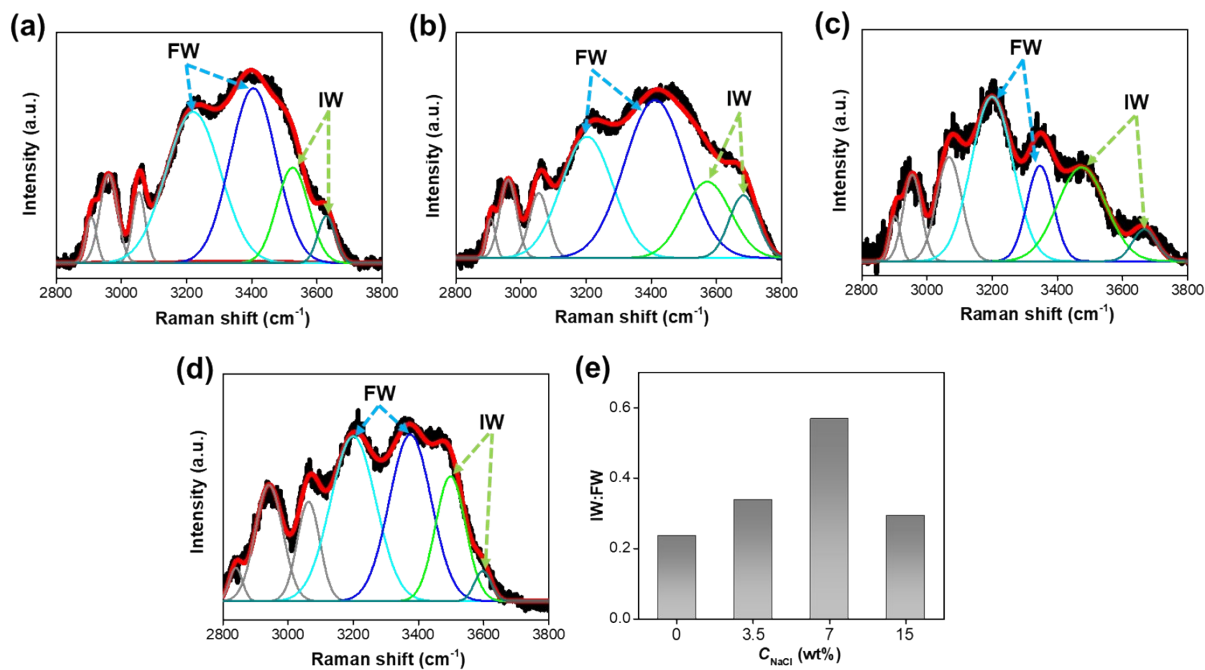 (a)
FW
IW
Intensity (a.u.)
2800 3000 3200 3400 3600 3800
Raman shift (cm⁻¹)
(b)
FW
IW
Intensity (a.u.)
2800 3000 3200 3400 3600 3800
Raman shift (cm⁻¹)
(c)
FW
IW
Intensity (a.u.)
2800 3000 3200 3400 3600 3800
Raman shift (cm⁻¹)
(d)
FW
IW
Intensity (a.u.)
2800 3000 3200 3400 3600 3800
Raman shift (cm⁻¹)
(e)
IW:FW
0.6
0.4
0.2
0.0
0 3.5 7 15
C_NaCl (wt%)